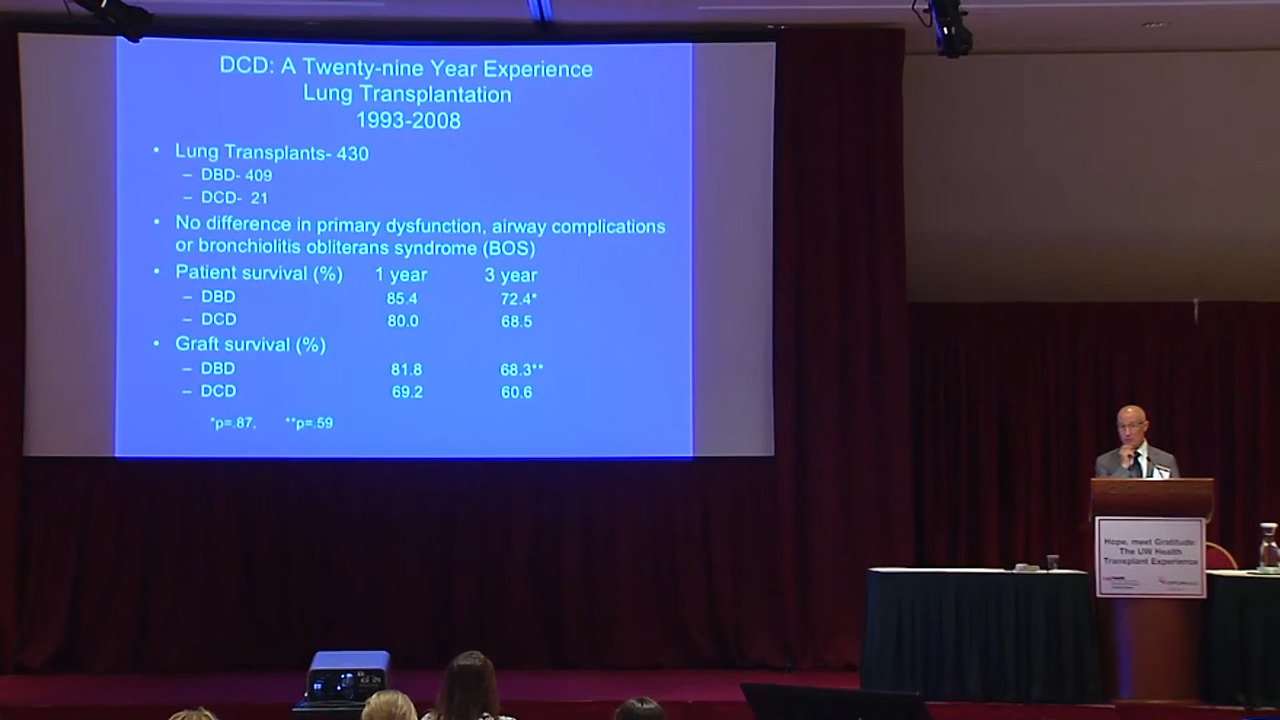 DCD: A Twenty-nine Year Experience
Lung Transplantation
1993-2008
• Lung Transplants- 430
– DBD- 409
– DCD- 21
• No difference in primary dysfunction, airway complications
or bronchiolitis obliterans syndrome (BOS)
• Patient survival (%) 1 year 3 year
– DBD 85.4 72.4*
– DCD 80.0 68.5
• Graft survival (%)
– DBD 81.8 68.3**
– DCD 69.2 60.6
*p=.87, **p=.59
Hope, meet Gratitude
The UW Health
Transplant Experience